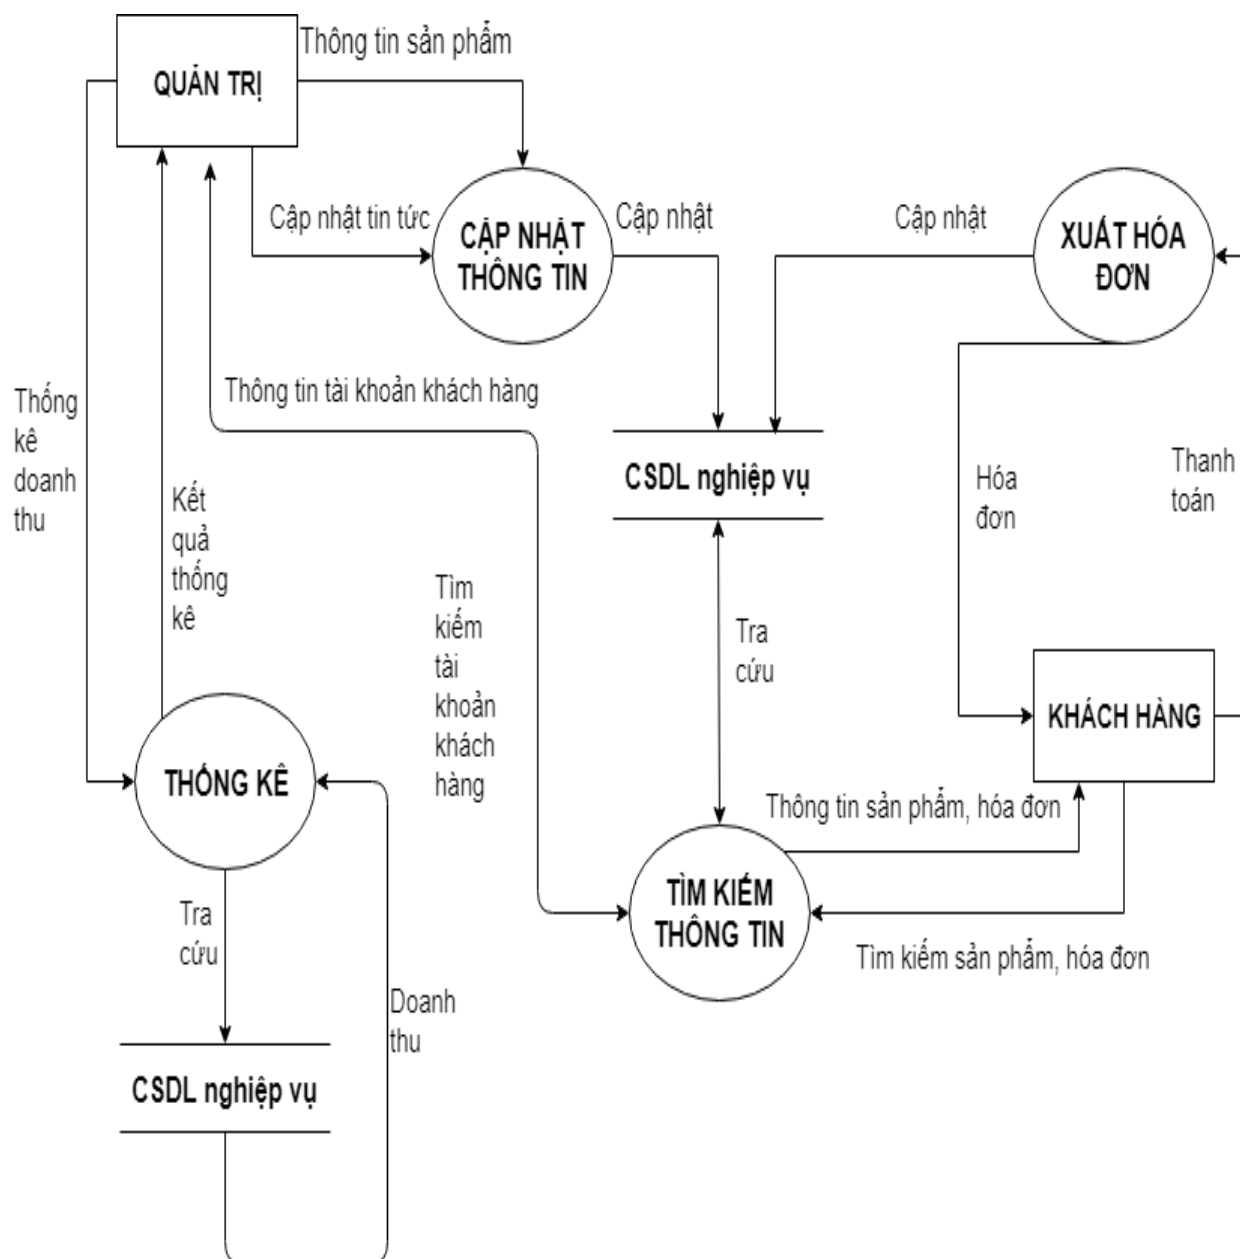 Thông tin sản phẩm
QUẢN TRỊ
Cập nhật tin tức
CẬP NHẬT
THÔNG TIN
Cập nhật
Cập nhật
XUẤT HÓA
ĐƠN
Thông tin tài khoản khách hàng
Thống
kê
doanh
thu
Kết
quả
thống
kê
CSDL nghiệp vụ
Hóa
đơn
Thanh
toán
Tìm
kiếm
tài
khoản
khách
hàng
Tra
cứu
KHÁCH HÀNG
THỐNG KÊ
Thông tin sản phẩm, hóa đơn
TÌM KIẾM
THÔNG TIN
Tìm kiếm sản phẩm, hóa đơn
Tra
cứu
Doanh
thu
CSDL nghiệp vụ